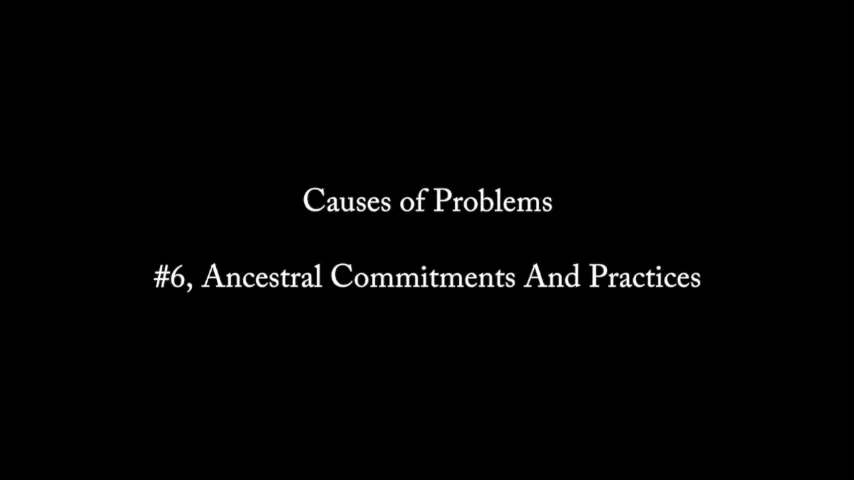 Causes of Problems
#6, Ancestral Commitments And Practices